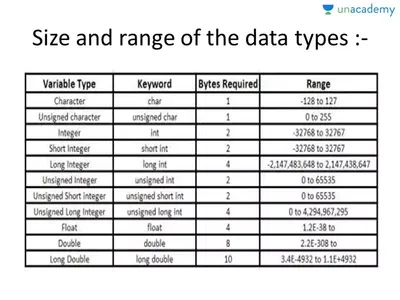 unacademy
Size and range of the data types :-
Variable Type Keyword Bytes Required Range
Character char 1 -128 to 127
Unsigned character unsigned char 1 0 to 255
Integer int 2 -32768 to 32767
Short Integer short int 2 -32768 to 32767
Long Integer long int 4 -2,147,483,648 to 2,147,438,647
Unsigned Integer unsigned int 2 0 to 65535
Unsigned Short integer unsigned short int 2 0 to 65535
Unsigned Long Integer unsigned long int 4 0 to 4,294,967,295
Float float 4 1.2E-38 to
Double double 8 2.2E-308 to
Long Double long double 10 3.4E-4932 to 1.1E+4932